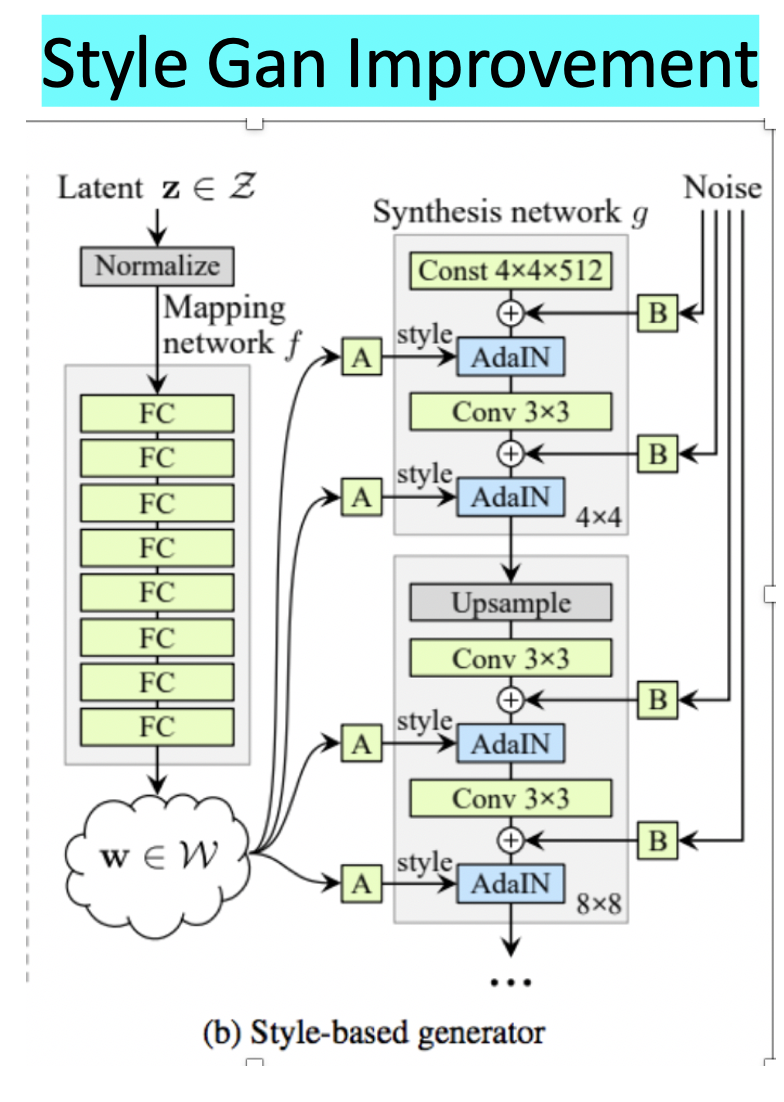 Style Gan Improvement
Latent z ∈ 𝒵
Noise
Synthesis network g
Normalize
Const 4×4×512
Mapping
network f
B
style
A
AdaIN
FC
Conv 3×3
FC
B
style
FC
A
AdaIN
4×4
FC
FC
Upsample
FC
Conv 3×3
FC
B
style
FC
A
AdaIN
Conv 3×3
w ∈ 𝒲
B
style
A
AdaIN
8×8
...
(b) Style-based generator